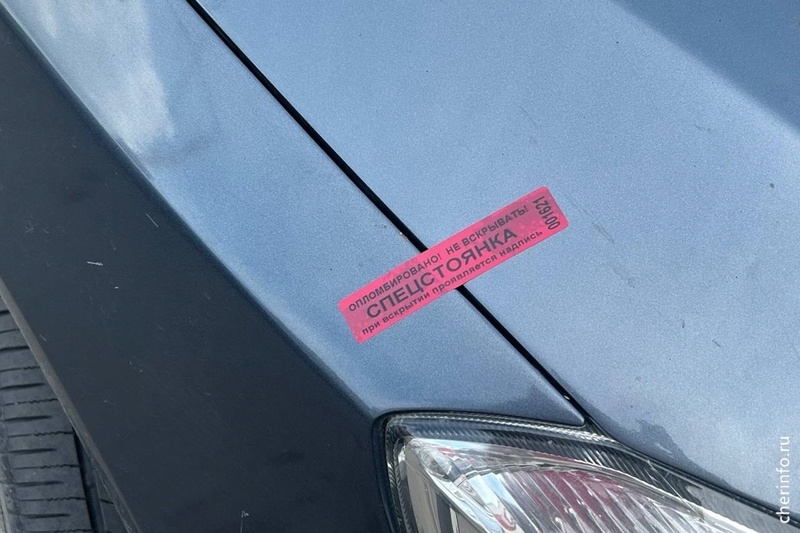 ОПЛОМБИРОВАНО! НЕ ВСКРЫВАТЬ!
СПЕЦСТОЯНКА
при вскрытии проявляется надпись
001621
cherinfo.ru